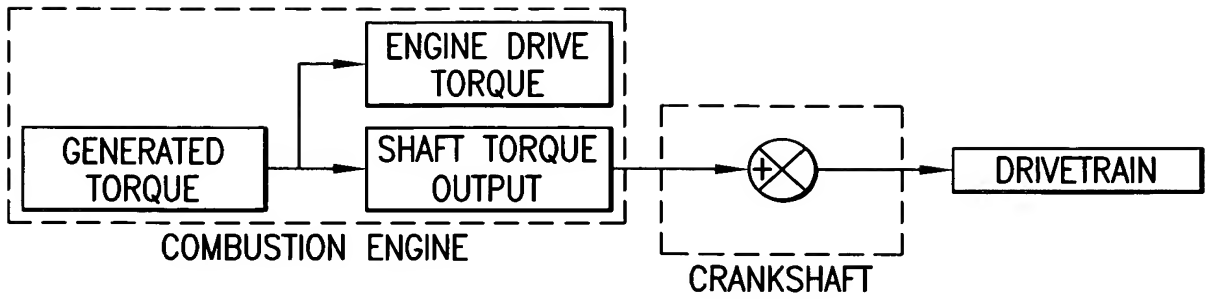 ENGINE DRIVE
TORQUE
GENERATED
TORQUE
SHAFT TORQUE
OUTPUT
+
DRIVETRAIN
COMBUSTION ENGINE
CRANKSHAFT